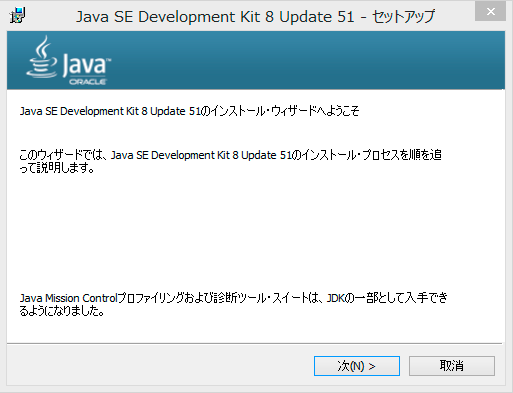 Java SE Development Kit 8 Update 51 - セットアップ
Java
ORACLE
Java SE Development Kit 8 Update 51のインストール・ウィザードへようこそ
このウィザードでは、Java SE Development Kit 8 Update 51のインストール・プロセスを順を追
って説明します。
Java Mission Controlプロファイリングおよび診断ツール・スイートは、JDKの一部として入手でき
るようになりました。
次(N) >
取消